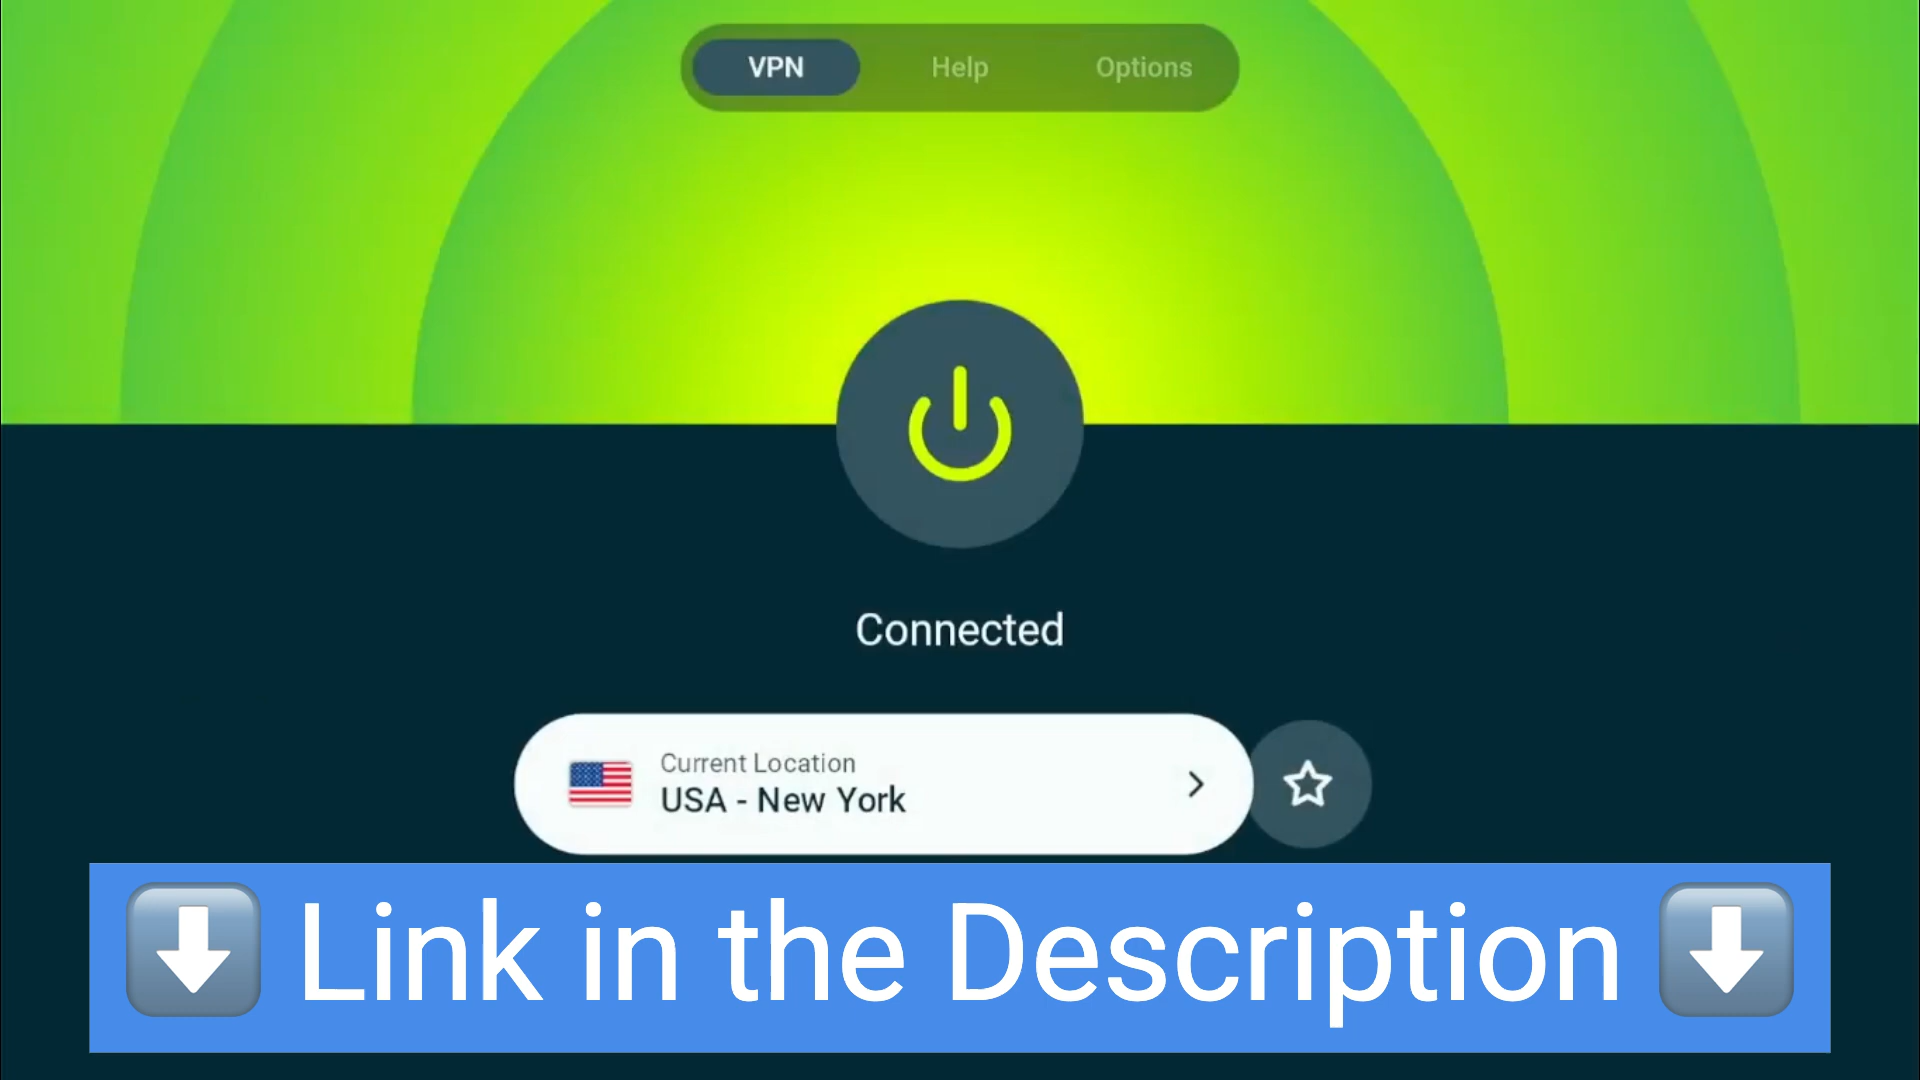 VPN Help Options
Connected
Current Location
USA - New York
⬇️ Link in the Description ⬇️